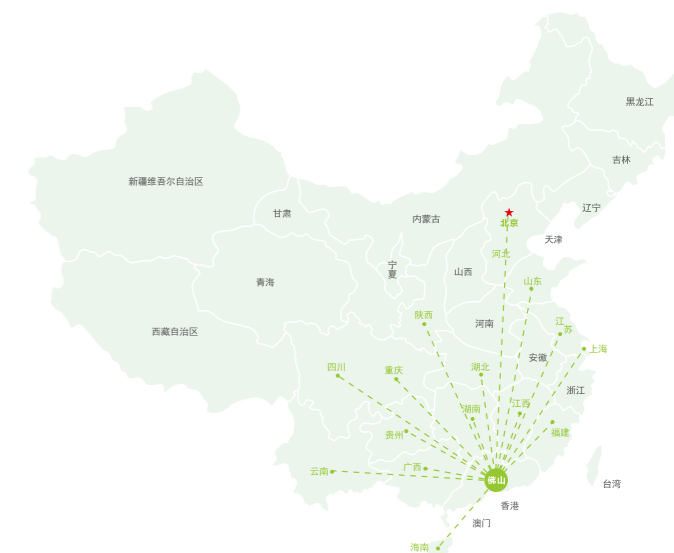 黑龙江
吉林
新疆维吾尔自治区
辽宁
甘肃
内蒙古
北京
天津
河北
宁
夏
山西
青海
山东
陕西
江
苏
河南
西藏自治区
上海
安徽
四川
重庆
湖北
浙江
湖南
江西
贵州
福建
广西
云南
佛山
台湾
香港
澳门
海南